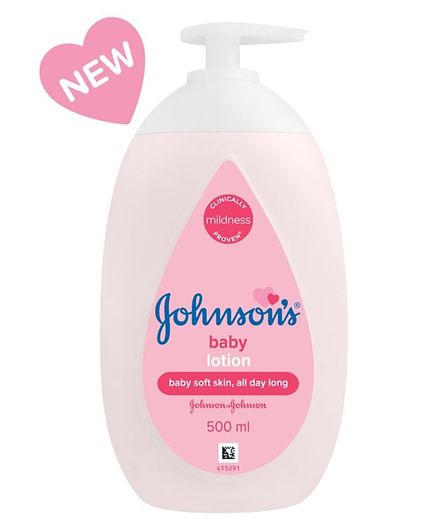 NEW
CLINICALLY
mildness
PROVEN®
Johnson's®
baby
lotion
baby soft skin, all day long
Johnson & Johnson
500 ml
415291